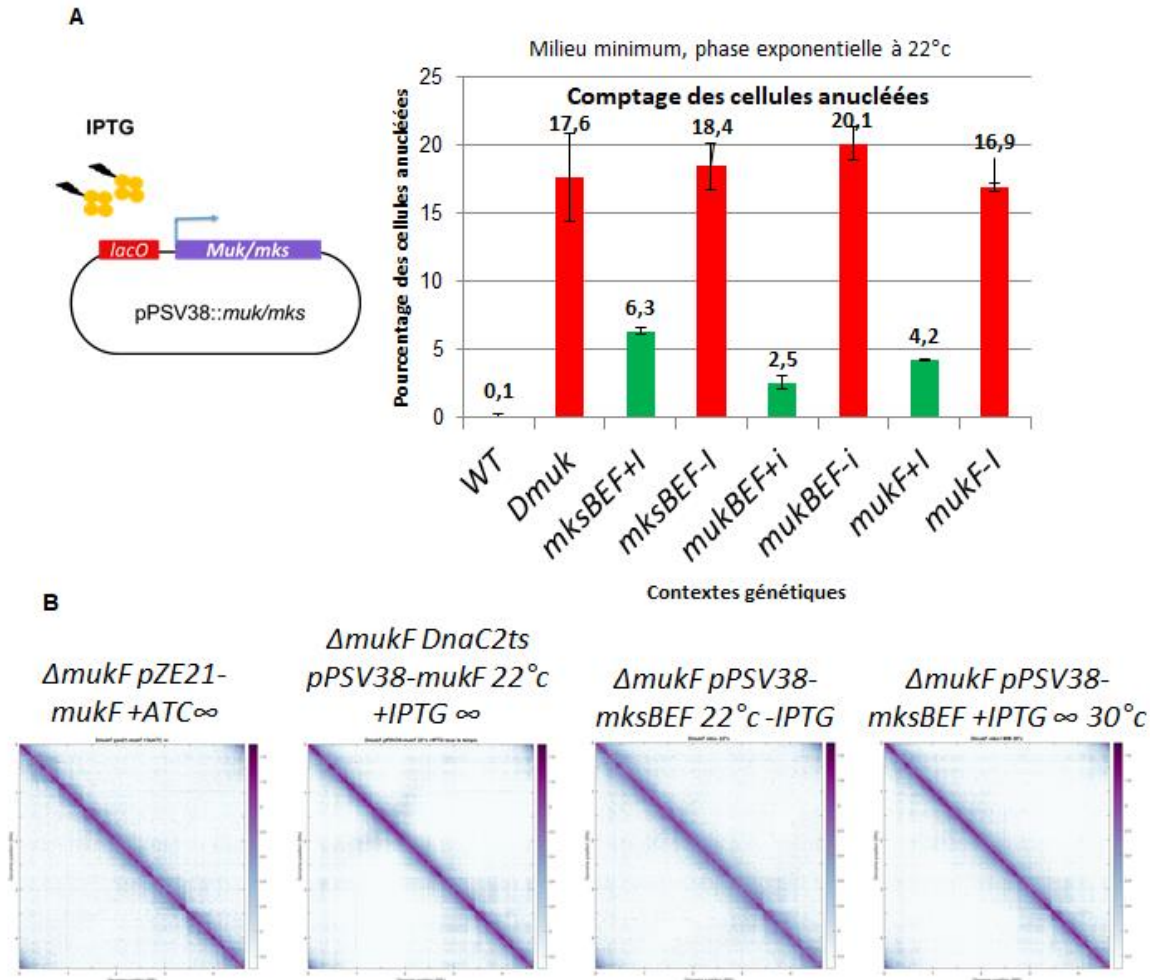 A
Milieu minimum, phase exponentielle à 22°c
Comptage des cellules anucléées
Pourcentage des cellules anucléées
25
20
15
10
5
0
0,1
17,6
6,3
18,4
2,5
20,1
4,2
16,9
WT
Dmuk
mksBEF+I
mksBEF-I
mukBEF+i
mukBEF-i
mukF+I
mukF-I
Contextes génétiques
IPTG
lacO
Muk/mks
pPSV38::muk/mks
B
ΔmukF pZE21-
mukF +ATC∞
ΔmukF DnaC2ts
pPSV38-mukF 22°c
+IPTG ∞
ΔmukF pPSV38-
mksBEF 22°c -IPTG
ΔmukF pPSV38-
mksBEF +IPTG ∞ 30°c